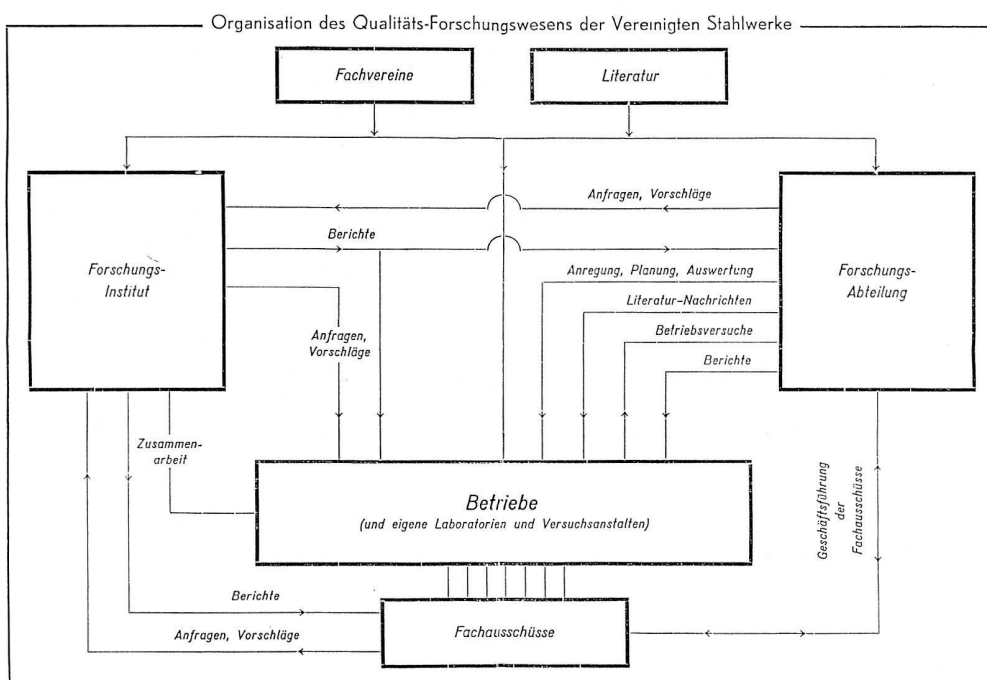 Organisation des Qualitäts-Forschungswesens der Vereinigten Stahlwerke
Fachvereine
Literatur
Anfragen, Vorschläge
Berichte
Forschungs-
Institut
Forschungs-
Abteilung
Anregung, Planung, Auswertung
Literatur-Nachrichten
Anfragen,
Vorschläge
Betriebsversuche
Berichte
Zusammen-
arbeit
Betriebe
(und eigene Laboratorien und Versuchsanstalten)
Geschäftsführung
der
Fachausschüsse
Berichte
Anfragen, Vorschläge
Fachausschüsse